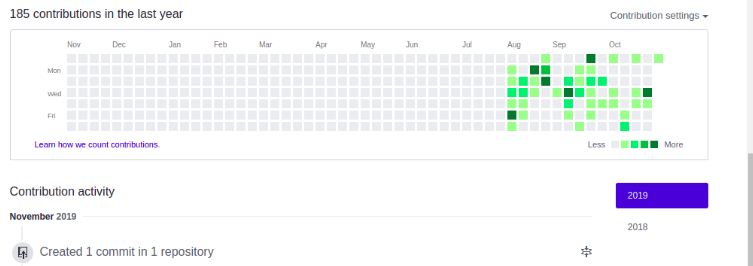 185 contributions in the last year
Contribution settings
Nov Dec Jan Feb Mar Apr May Jun Jul Aug Sep Oct
Mon
Wed
Fri
Learn how we count contributions.
Less More
Contribution activity
2019
November 2019
2018
Created 1 commit in 1 repository